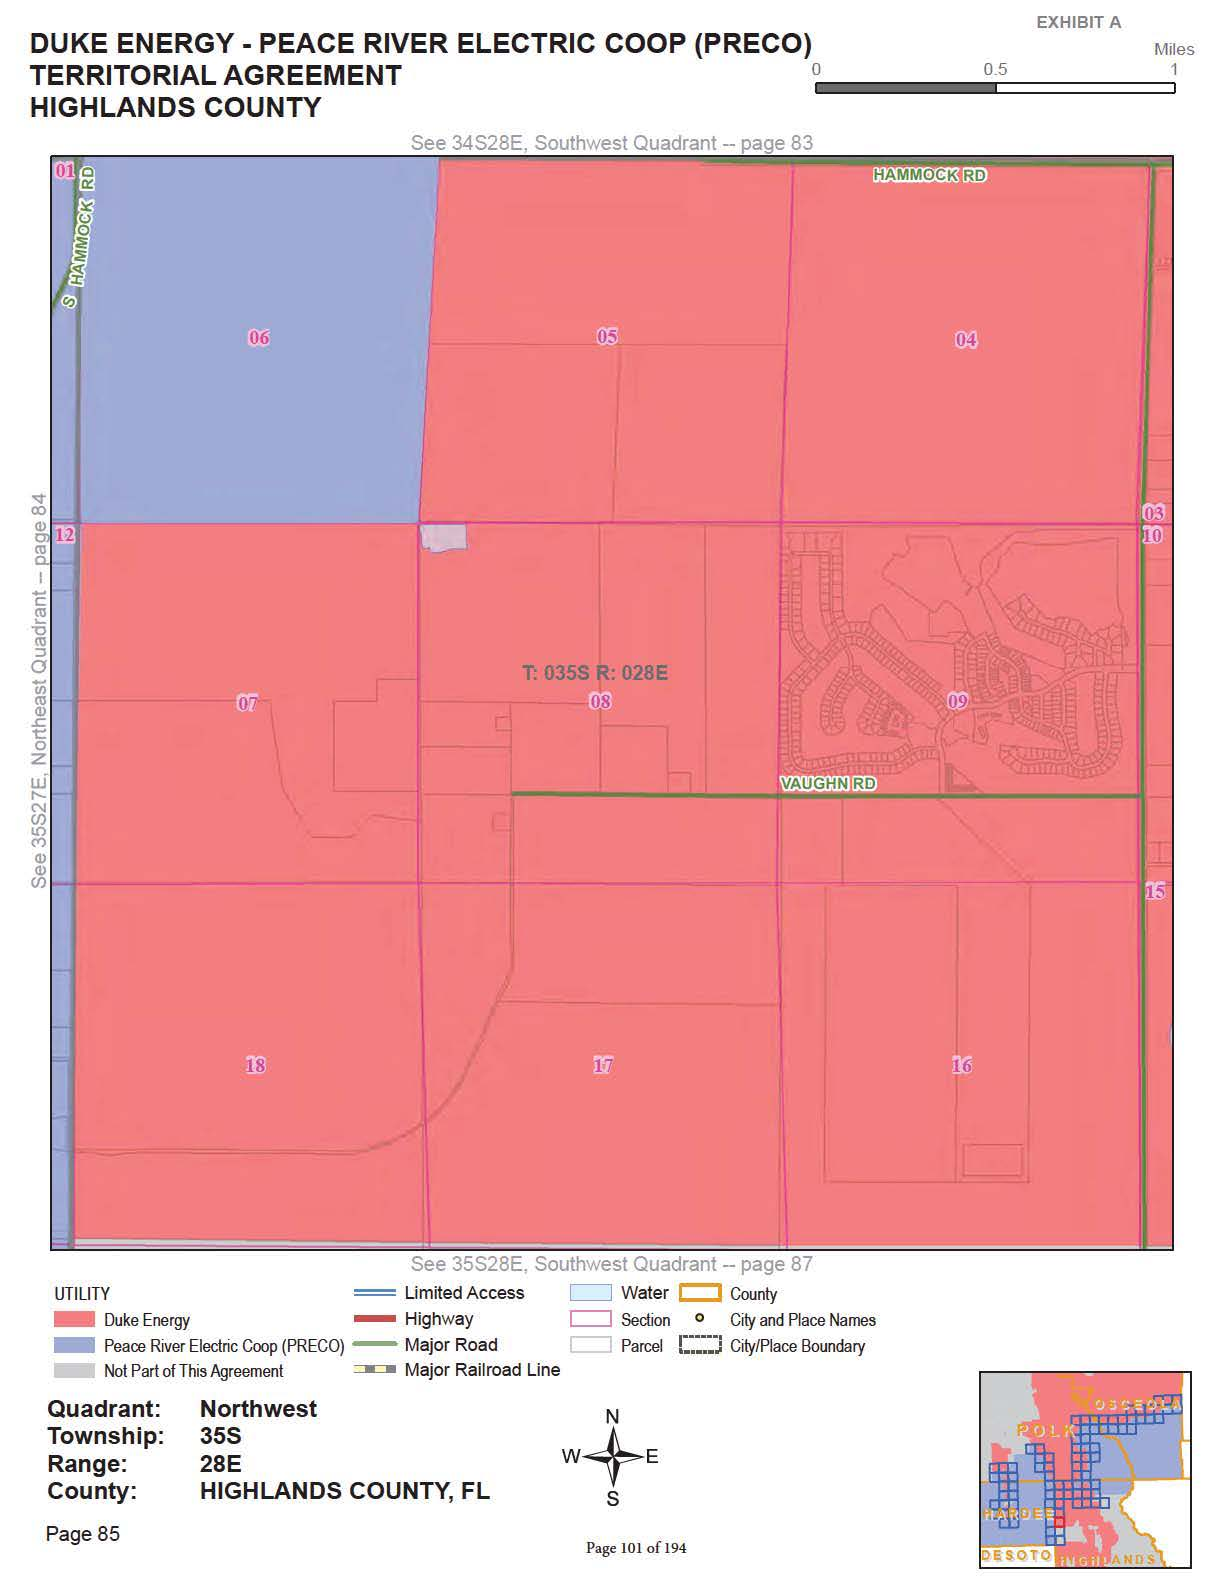 EXHIBIT A
DUKE ENERGY - PEACE RIVER ELECTRIC COOP (PRECO)
TERRITORIAL AGREEMENT
HIGHLANDS COUNTY
Miles
0 0.5 1
See 34S28E, Southwest Quadrant -- page 83
01
S HAMMOCK RD
HAMMOCK RD
06
05
04
03
12
10
See 35S27E, Northeast Quadrant -- page 84
T: 035S R: 028E
07
08
09
VAUGHN RD
15
18
17
16
See 35S28E, Southwest Quadrant -- page 87
UTILITY
Duke Energy
Peace River Electric Coop (PRECO)
Not Part of This Agreement
Limited Access
Highway
Major Road
Major Railroad Line
Water
Section
Parcel
County
City and Place Names
City/Place Boundary
Quadrant: Northwest
Township: 35S
Range: 28E
County: HIGHLANDS COUNTY, FL
Page 85
N
W E
S
Page 101 of 194
OSCEOLA
POLK
HARDEE
DESOTO
HIGHLANDS